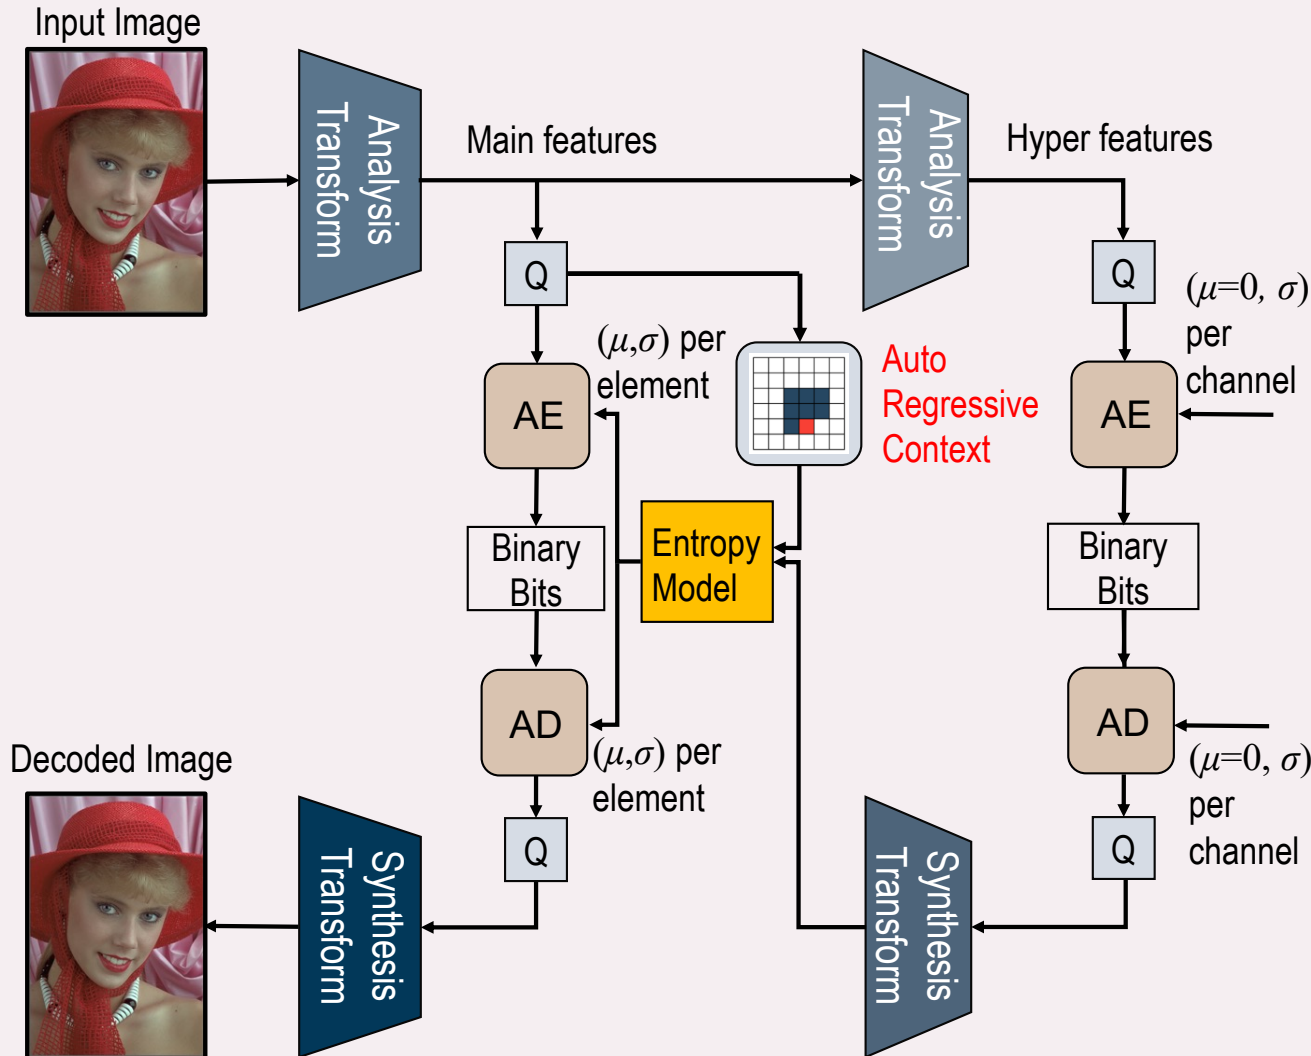 Input Image
Analysis
Transform
Main features
Analysis
Transform
Hyper features
Q
Q
(μ,σ) per
element
(μ=0, σ)
per
channel
AE
Auto
Regressive
Context
AE
Binary
Bits
Entropy
Model
Binary
Bits
AD
(μ,σ) per
element
AD
(μ=0, σ)
per
channel
Decoded Image
Synthesis
Transform
Q
Synthesis
Transform
Q